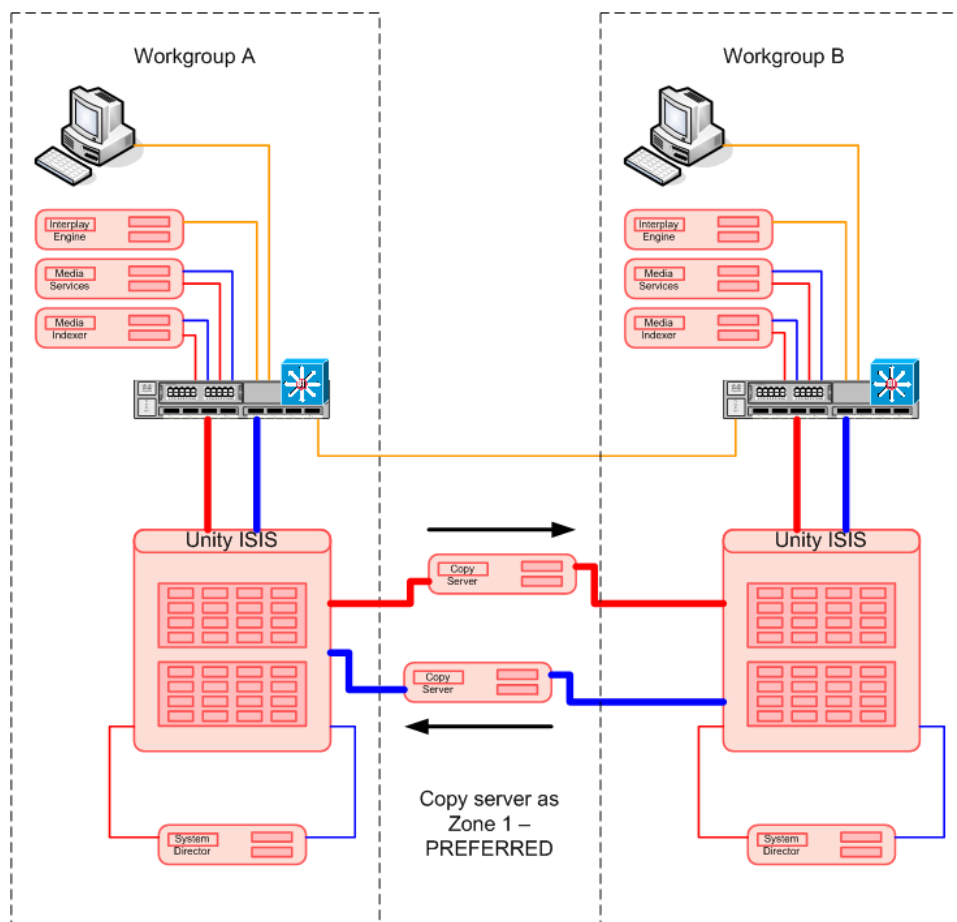 Workgroup A
Workgroup B
Interplay
Engine
Media
Services
Media
Indexer
Interplay
Engine
Media
Services
Media
Indexer
Unity ISIS
Unity ISIS
Copy
Server
Copy
Server
Copy server as
Zone 1 –
PREFERRED
System
Director
System
Director